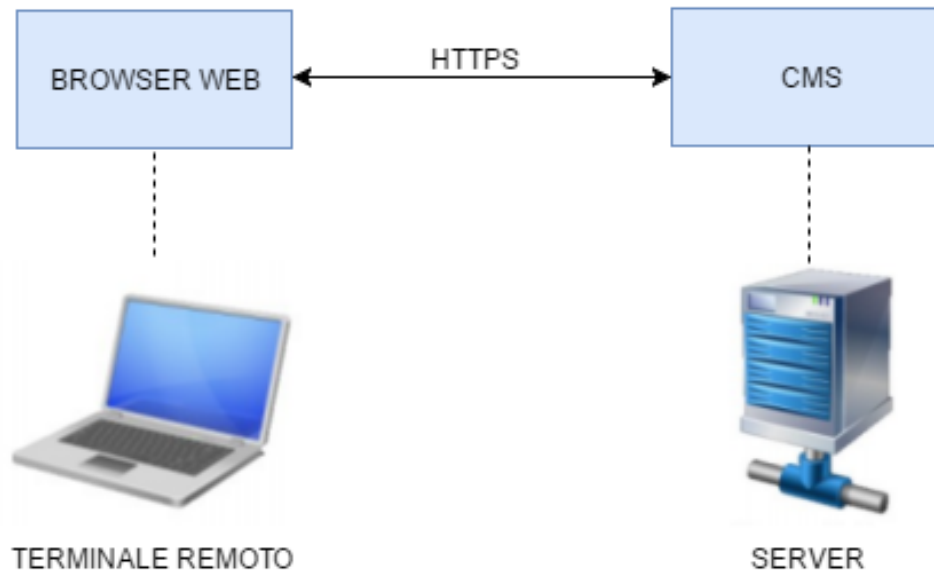 HTTPS
BROWSER WEB
CMS
TERMINALE REMOTO
SERVER